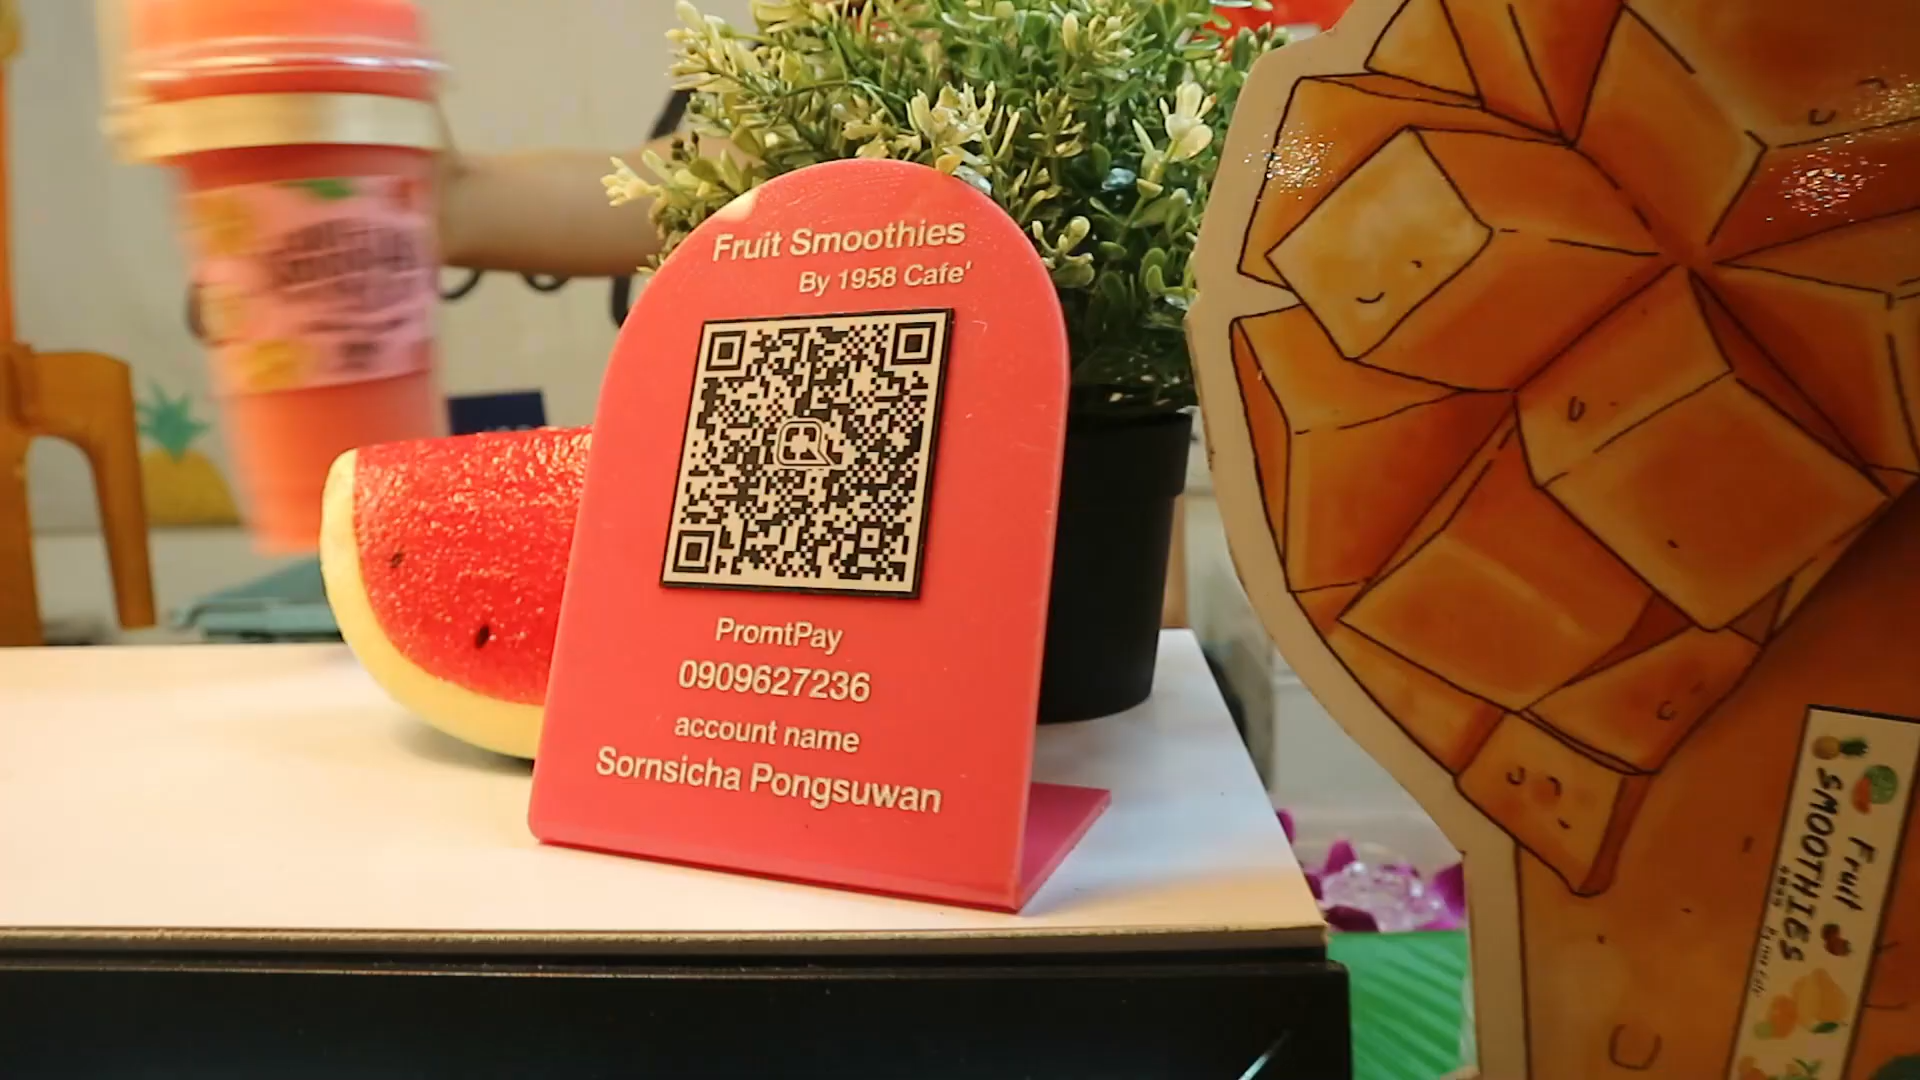 Fruit Smoothies
By 1958 Cafe'
PromtPay
0909627236
account name
Sornsicha Pongsuwan
Fruit
SMOOTHIES